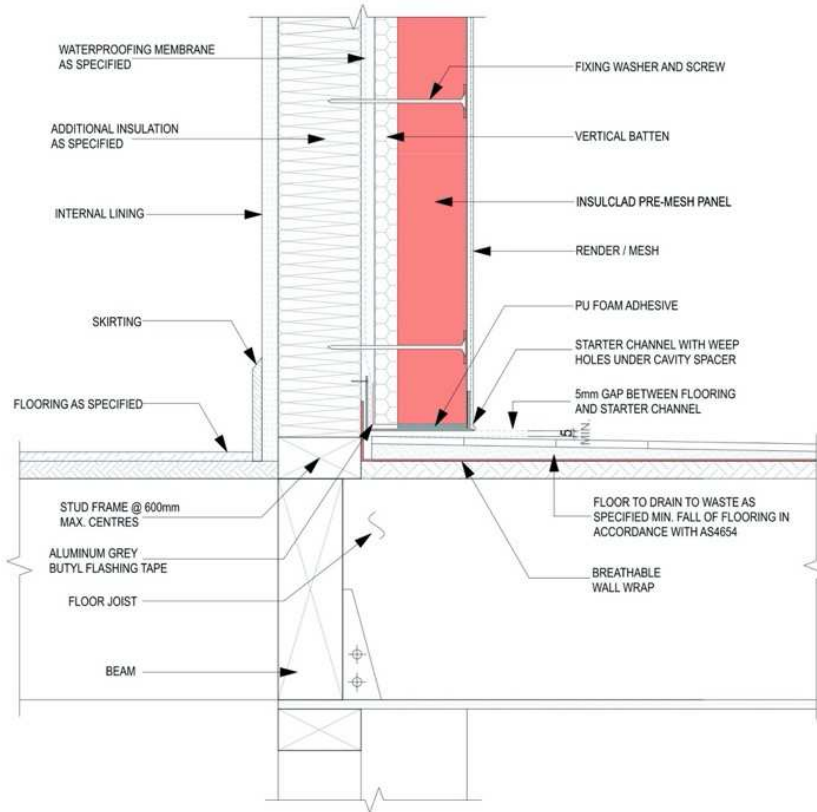 WATERPROOFING MEMBRANE
AS SPECIFIED
ADDITIONAL INSULATION
AS SPECIFIED
INTERNAL LINING
SKIRTING
FLOORING AS SPECIFIED
STUD FRAME @ 600mm
MAX. CENTRES
ALUMINUM GREY
BUTYL FLASHING TAPE
FLOOR JOIST
BEAM
FIXING WASHER AND SCREW
VERTICAL BATTEN
INSULCLAD PRE-MESH PANEL
RENDER / MESH
PU FOAM ADHESIVE
STARTER CHANNEL WITH WEEP
HOLES UNDER CAVITY SPACER
5mm GAP BETWEEN FLOORING
AND STARTER CHANNEL
5
MIN.
FLOOR TO DRAIN TO WASTE AS
SPECIFIED MIN. FALL OF FLOORING IN
ACCORDANCE WITH AS4654
BREATHABLE
WALL WRAP